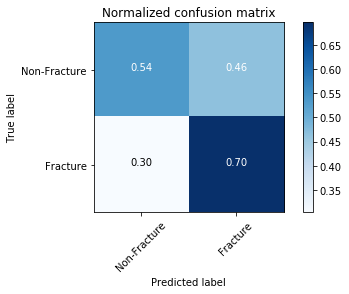 Normalized confusion matrix
True label
Non-Fracture
0.54
0.46
Fracture
0.30
0.70
Non-Fracture
Fracture
Predicted label
0.65
0.60
0.55
0.50
0.45
0.40
0.35